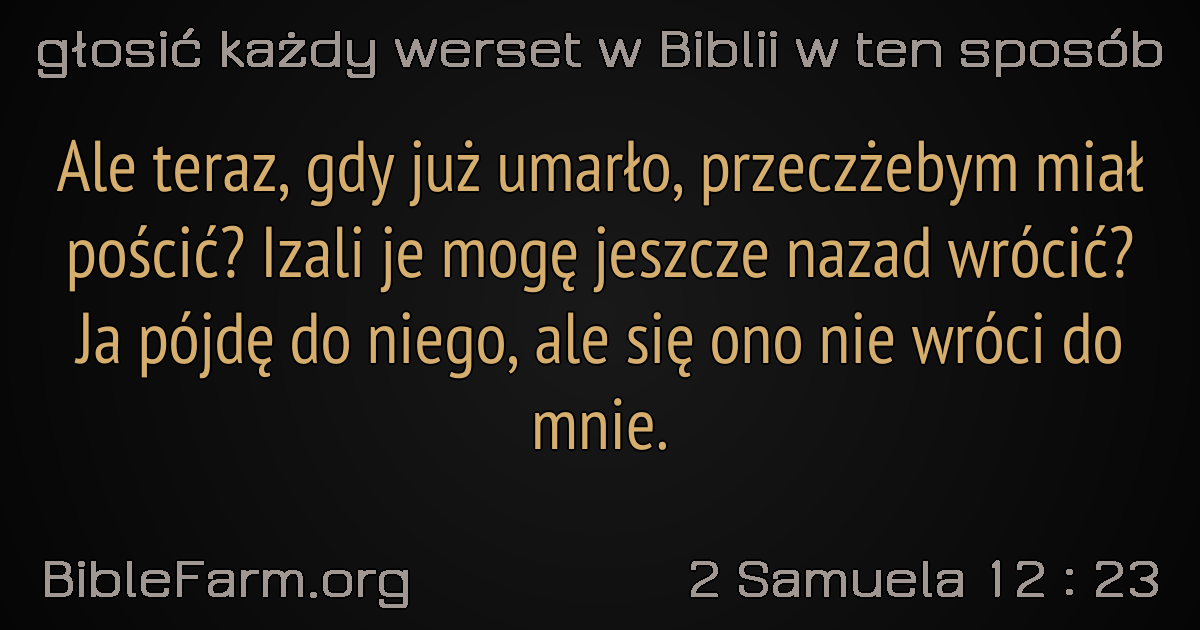 głosić każdy werset w Biblii w ten sposób
Ale teraz, gdy już umarło, przeczżebym miał
pościć? Izali je mogę jeszcze nazad wrócić?
Ja pójdę do niego, ale się ono nie wróci do
mnie.
BibleFarm.org
2 Samuela 12 : 23